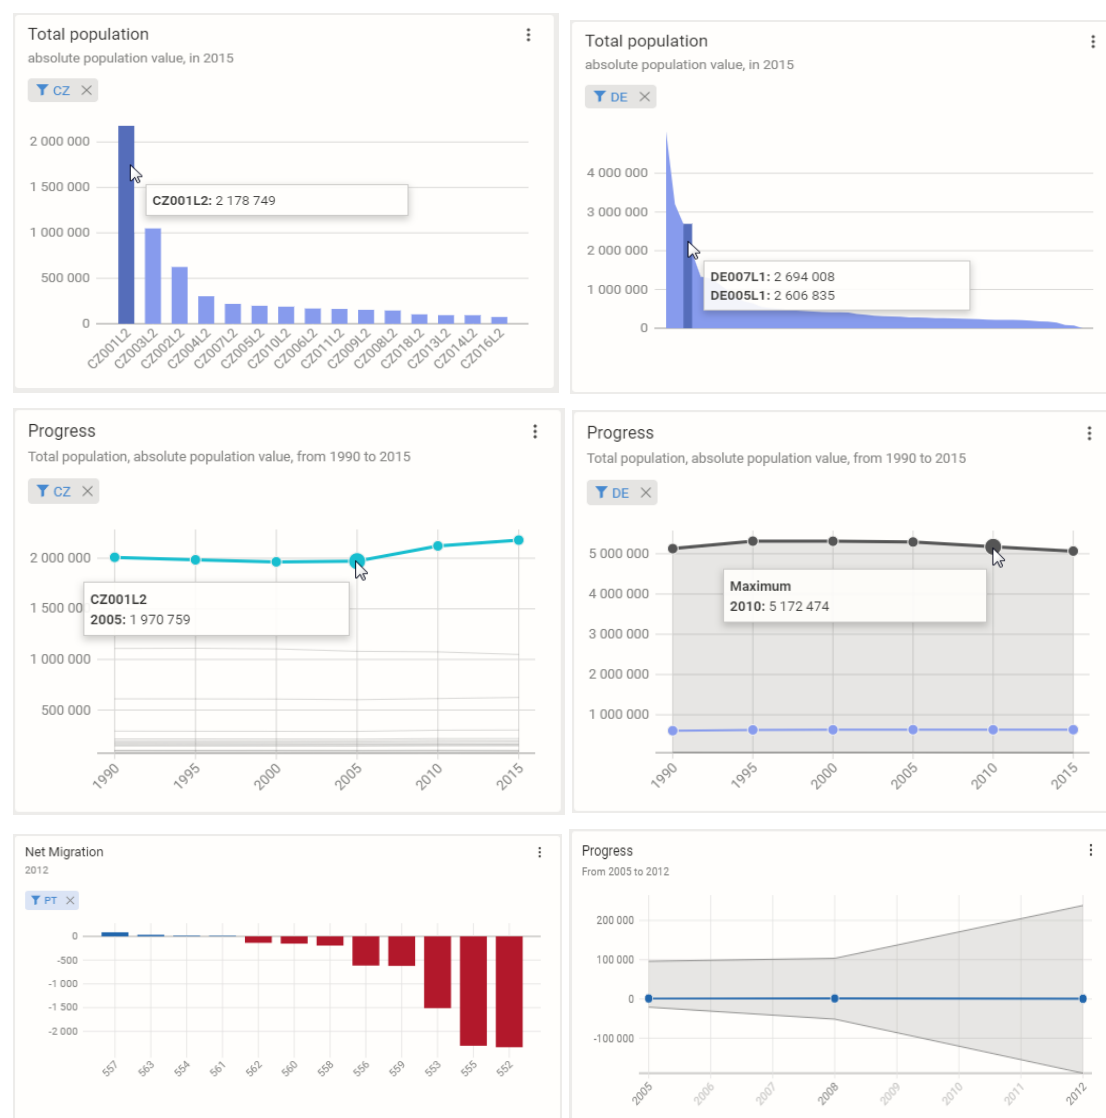 Total population
absolute population value, in 2015
CZ
2 000 000
1 500 000
1 000 000
500 000
0
CZ001L2: 2 178 749
CZ001L2
CZ003L2
CZ002L2
CZ004L2
CZ007L2
CZ005L2
CZ010L2
CZ006L2
CZ011L2
CZ009L2
CZ008L2
CZ018L2
CZ013L2
CZ014L2
CZ016L2
Total population
absolute population value, in 2015
DE
4 000 000
3 000 000
2 000 000
1 000 000
0
DE007L1: 2 694 008
DE005L1: 2 606 835
Progress
Total population, absolute population value, from 1990 to 2015
CZ
2 000 000
1 500 00
1 000 000
500 000
CZ001L2
2005: 1 970 759
1990
1995
2000
2005
2010
2015
Progress
Total population, absolute population value, from 1990 to 2015
DE
5 000 000
4 000 000
3 000 000
2 000 000
1 000 000
Maximum
2010: 5 172 474
1990
1995
2000
2005
2010
2015
Net Migration
2012
PT
0
-500
-1 000
-1 500
-2 000
557
563
554
561
562
560
558
556
559
553
555
552
Progress
From 2005 to 2012
200 000
100 000
0
-100 000
2005
2006
2007
2008
2009
2010
2011
2012